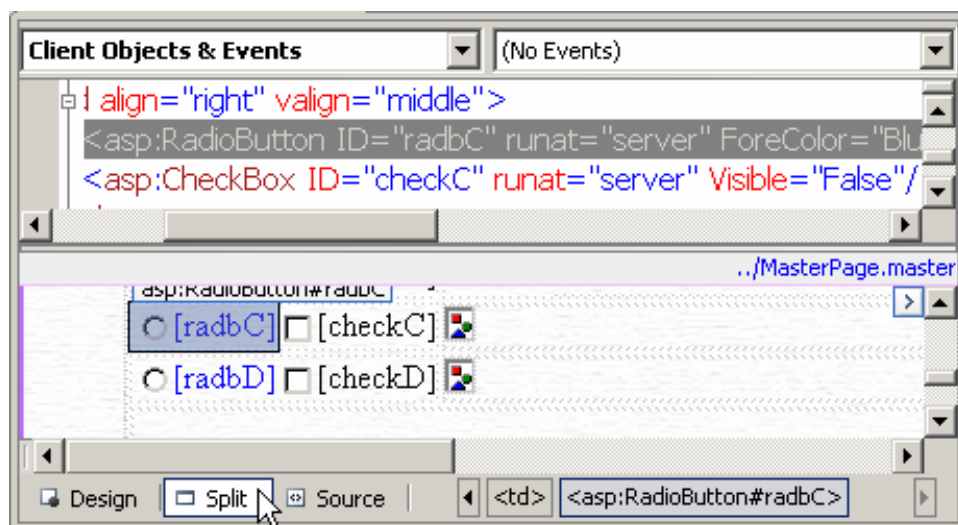 Client Objects & Events (No Events)
align="right" valign="middle">
<asp:RadioButton ID="radbC" runat="server" ForeColor="Blu
<asp:CheckBox ID="checkC" runat="server" Visible="False"/
../MasterPage.master
asp:RadioButton#radbC
[radbC] [checkC]
[radbD] [checkD]
Design Split Source <td> <asp:RadioButton#radbC>